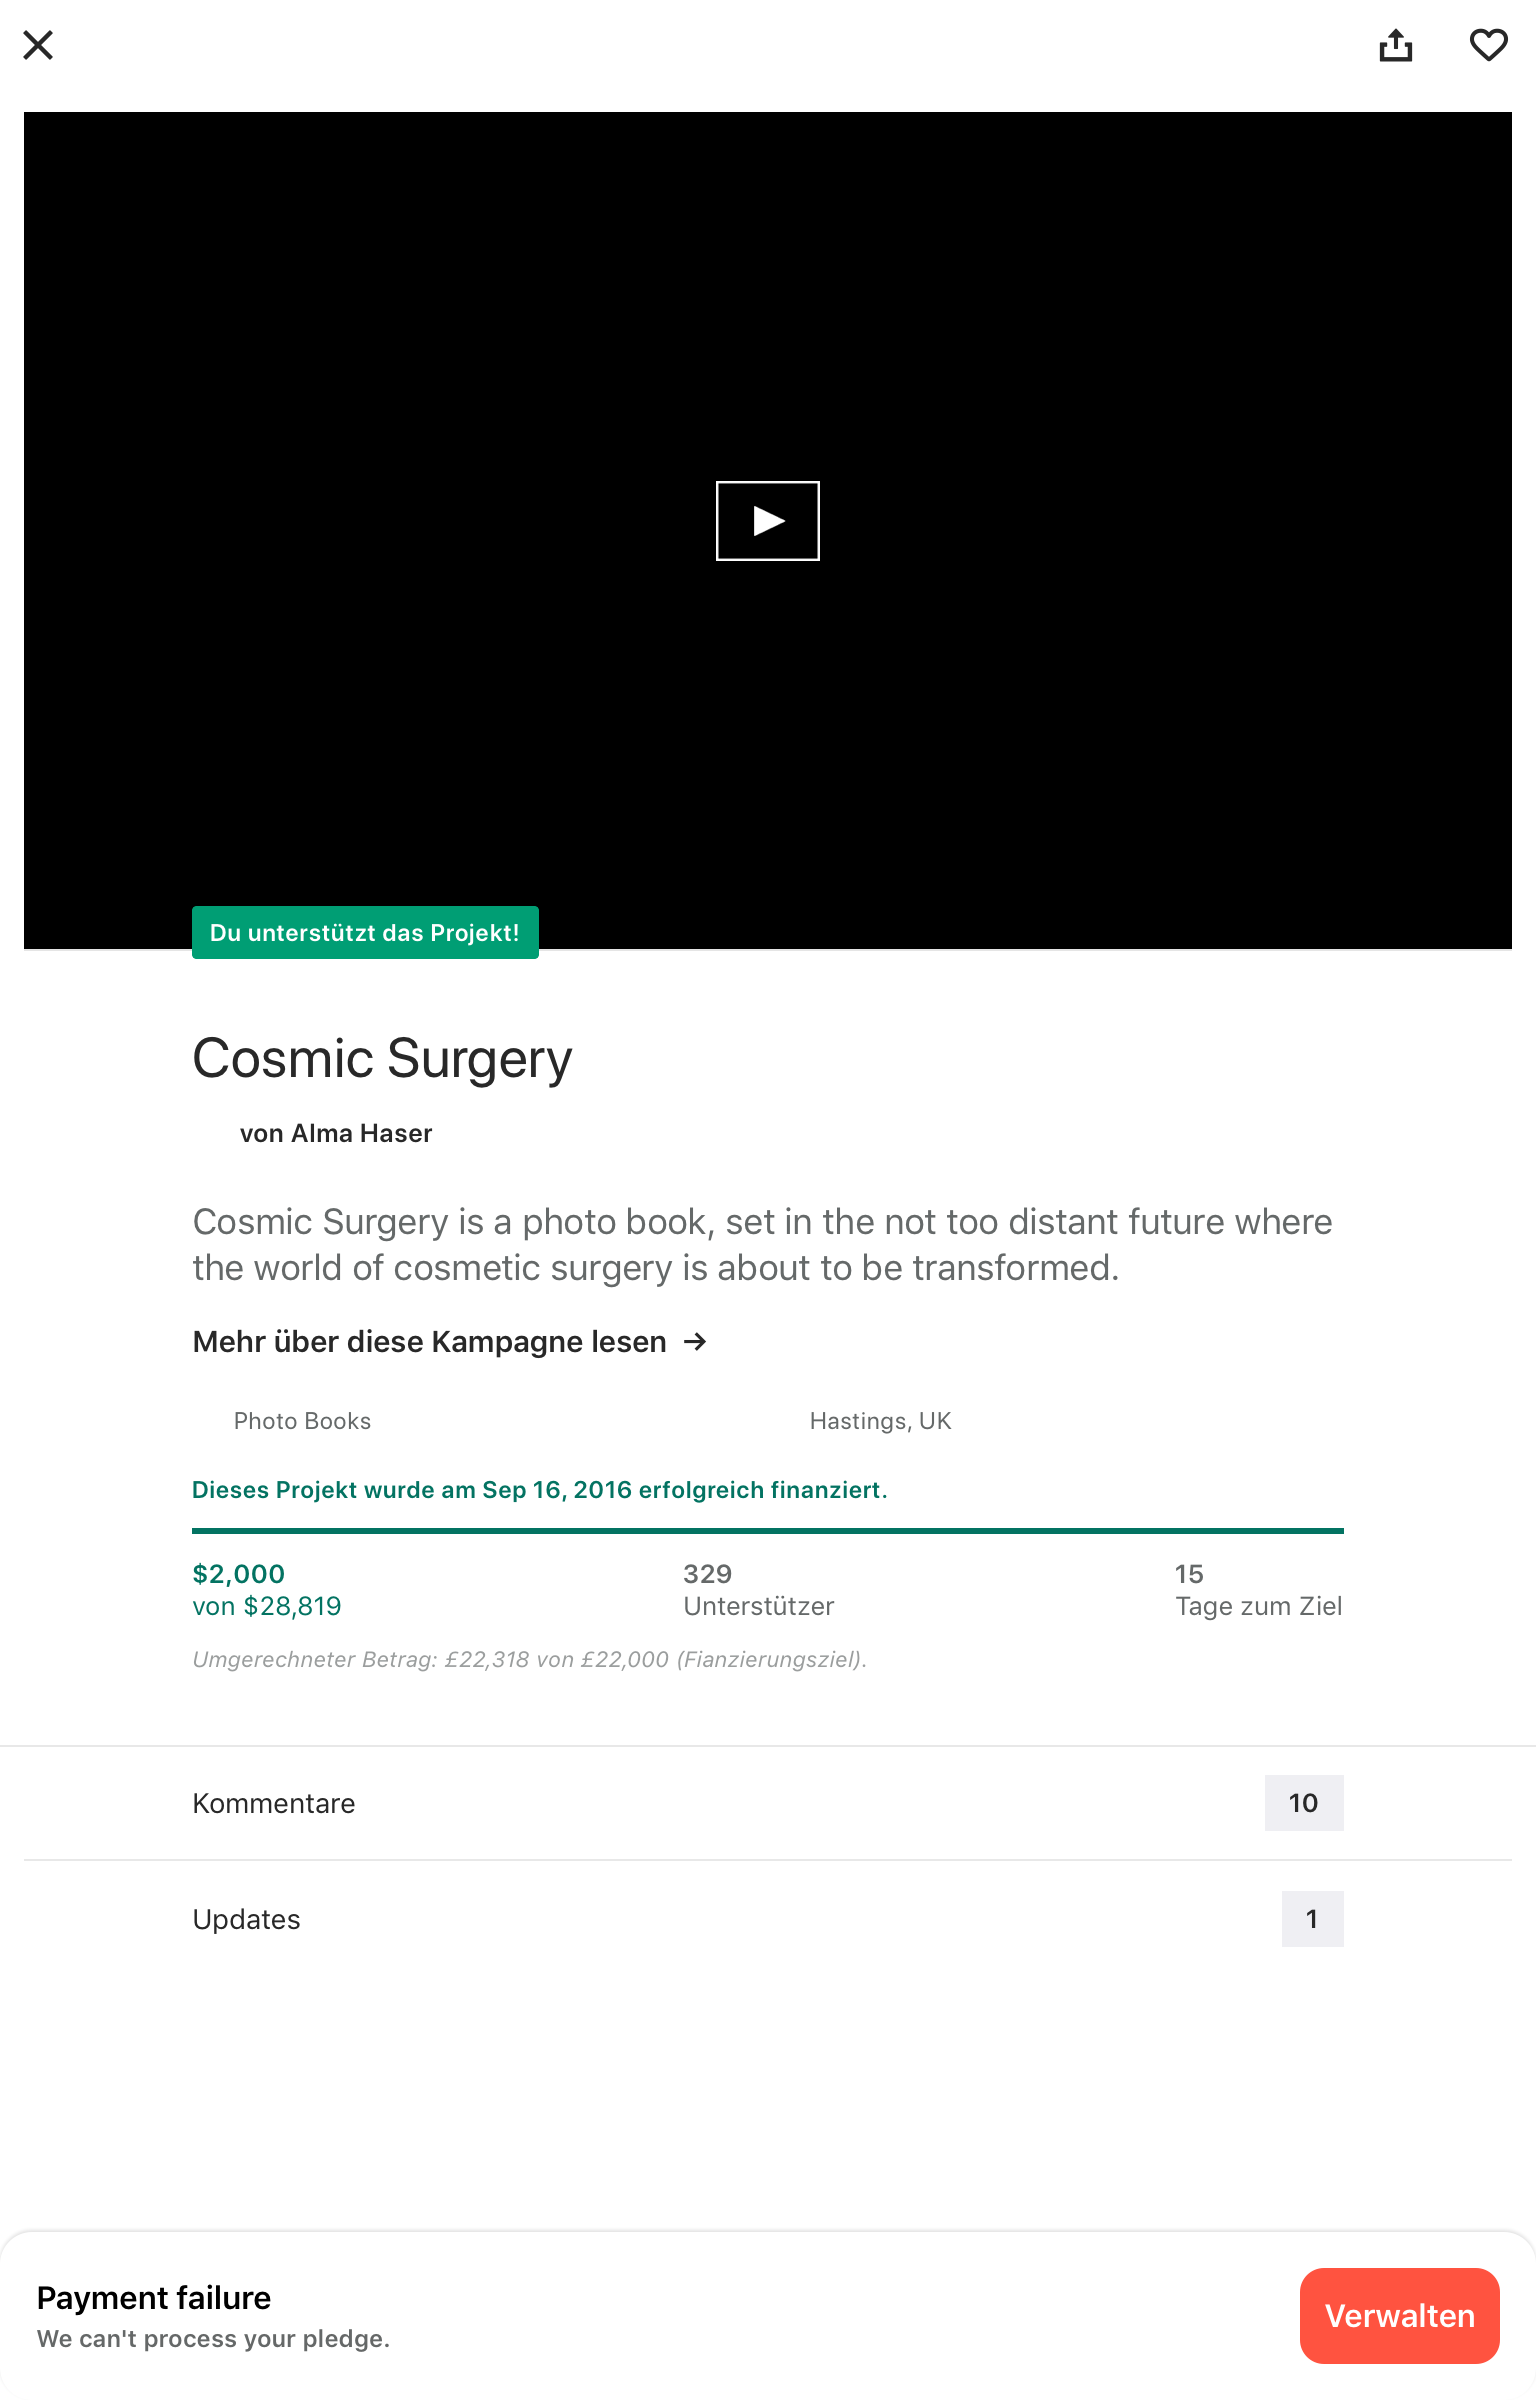 Du unterstützt das Projekt!
Cosmic Surgery
von Alma Haser
Cosmic Surgery is a photo book, set in the not too distant future where
the world of cosmetic surgery is about to be transformed.
Mehr über diese Kampagne lesen →
Photo Books
Hastings, UK
Dieses Projekt wurde am Sep 16, 2016 erfolgreich finanziert.
$2,000
von $28,819
329
Unterstützer
15
Tage zum Ziel
Umgerechneter Betrag: £22,318 von £22,000 (Fianzierungsziel).
Kommentare
10
Updates
1
Payment failure
We can't process your pledge.
Verwalten